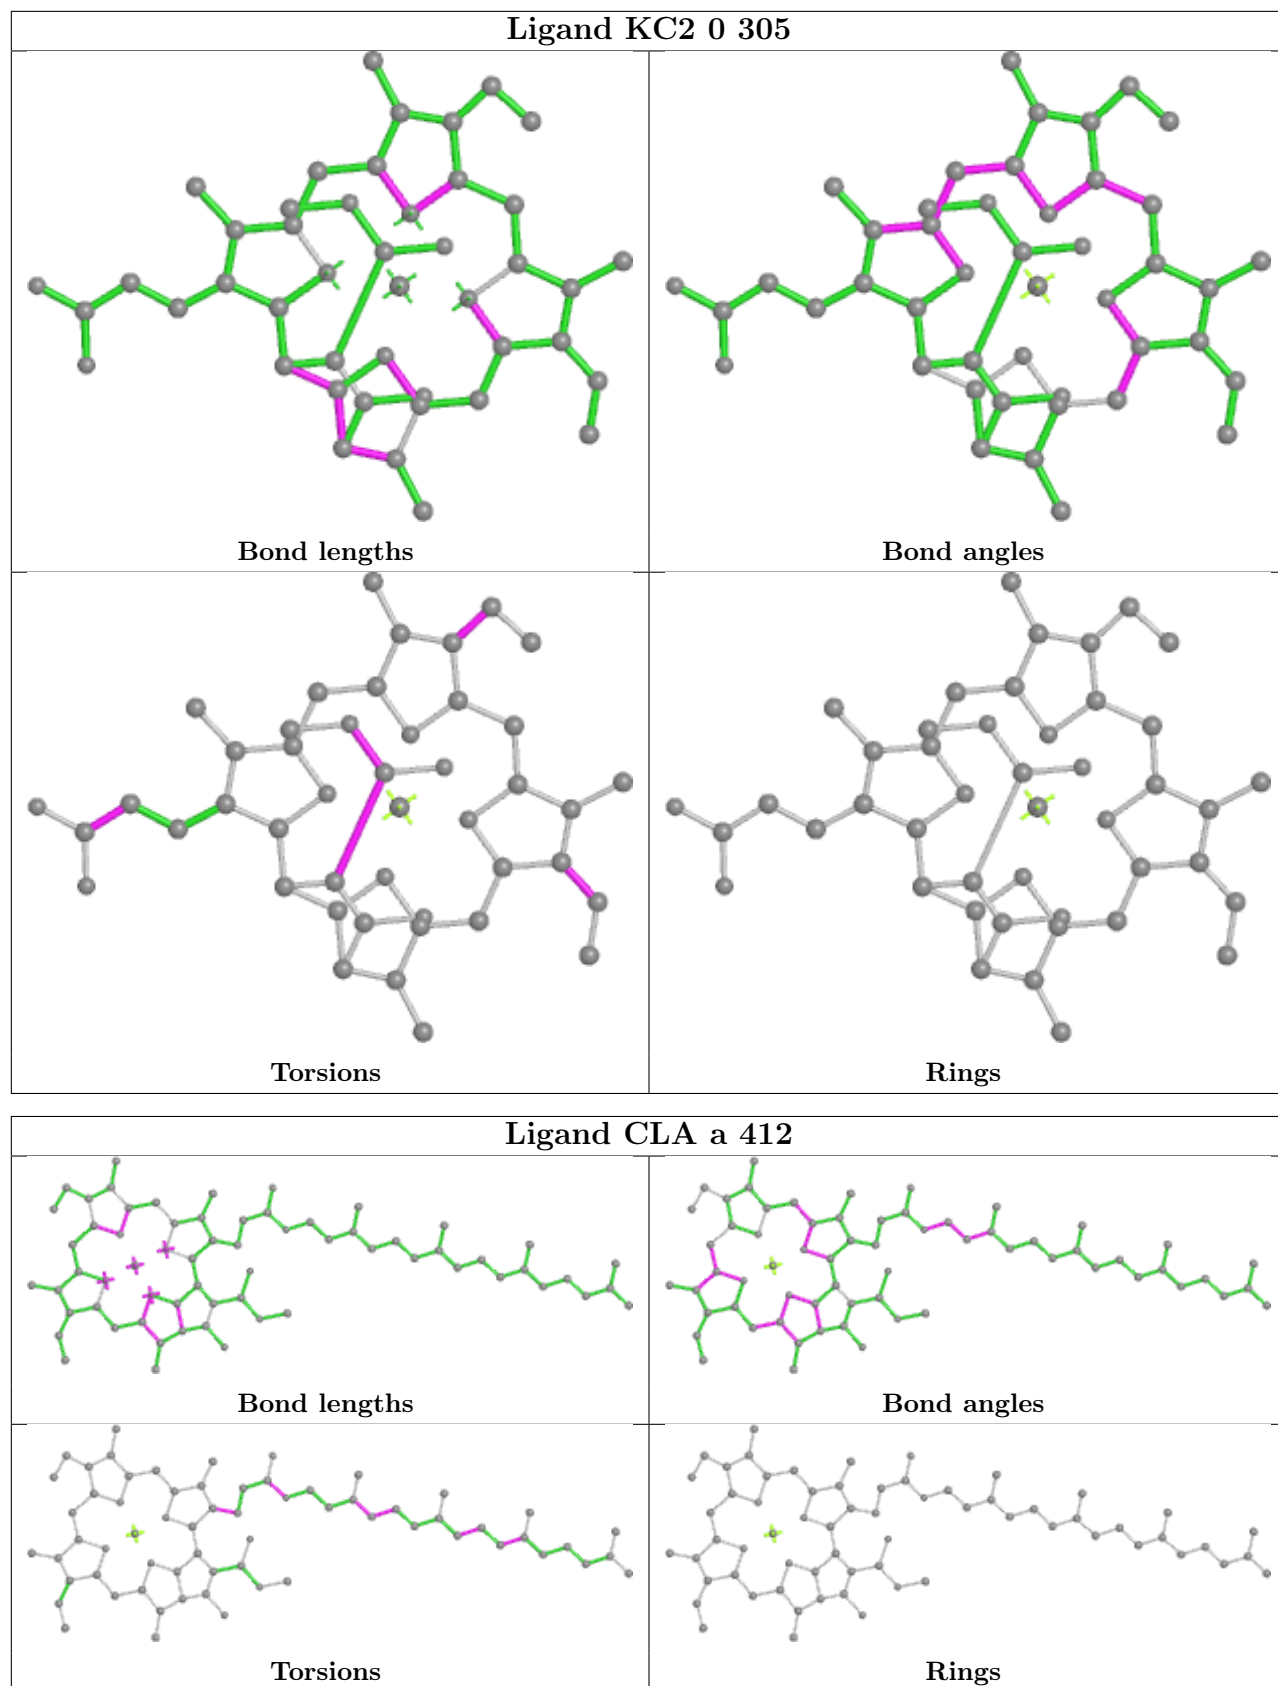 Ligand KC2 0 305
Bond lengths
Bond angles
Torsions
Rings
Ligand CLA a 412
Bond lengths
Bond angles
Torsions
Rings